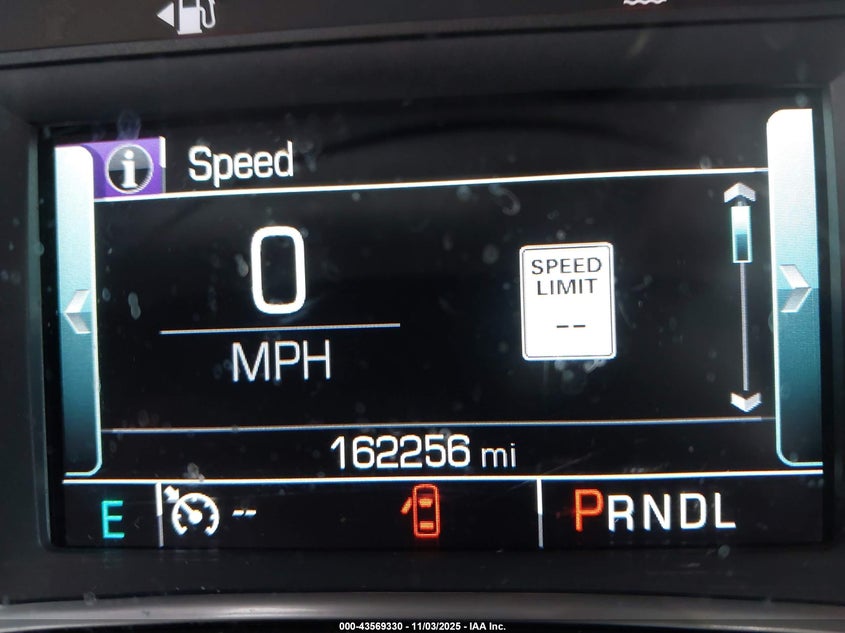 Speed
0
MPH
SPEED
LIMIT
--
162256 mi
E
--
PRNDL
000-43569330 - 11/03/2025 - IAA Inc.